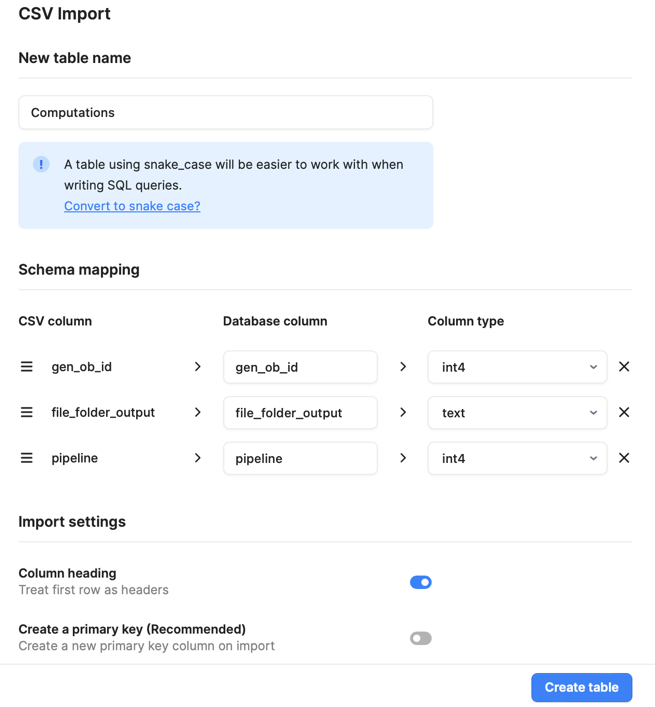 CSV Import
New table name
Computations
!
A table using snake_case will be easier to work with when
writing SQL queries.
Convert to snake case?
Schema mapping
CSV column Database column Column type
gen_ob_id gen_ob_id int4
file_folder_output file_folder_output text
pipeline pipeline int4
Import settings
Column heading
Treat first row as headers
Create a primary key (Recommended)
Create a new primary key column on import
Create table